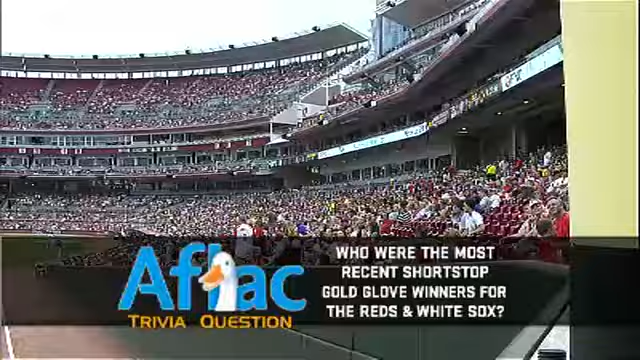 Aflac
TRIVIA QUESTION
WHO WERE THE MOST
RECENT SHORTSTOP
GOLD GLOVE WINNERS FOR
THE REDS & WHITE SOX?